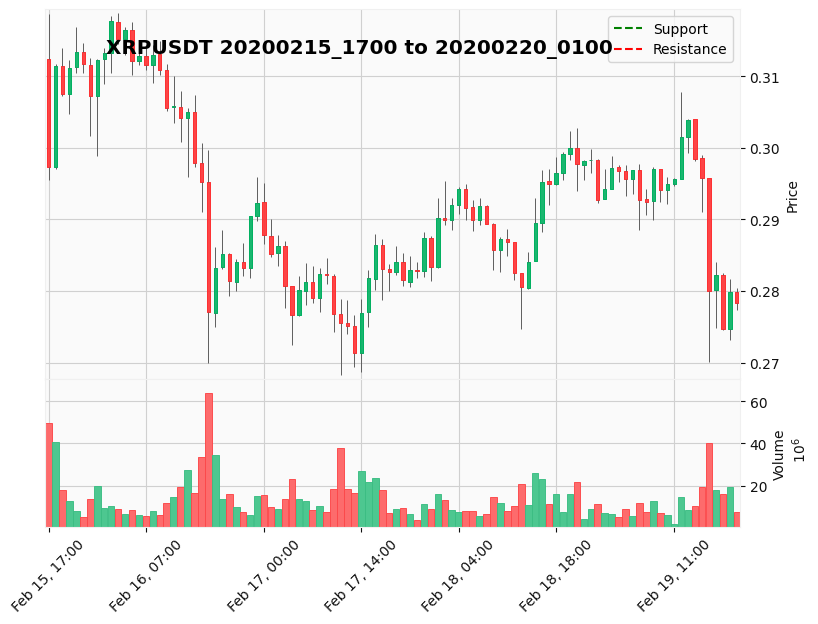 XRPUSDT 20200215_1700 to 20200220_0100
Support
Resistance
0.31
0.30
0.29
0.28
0.27
Price
60
40
20
Volume
10^6
Feb 15, 17:00
Feb 16, 07:00
Feb 17, 00:00
Feb 17, 14:00
Feb 18, 04:00
Feb 18, 18:00
Feb 19, 11:00